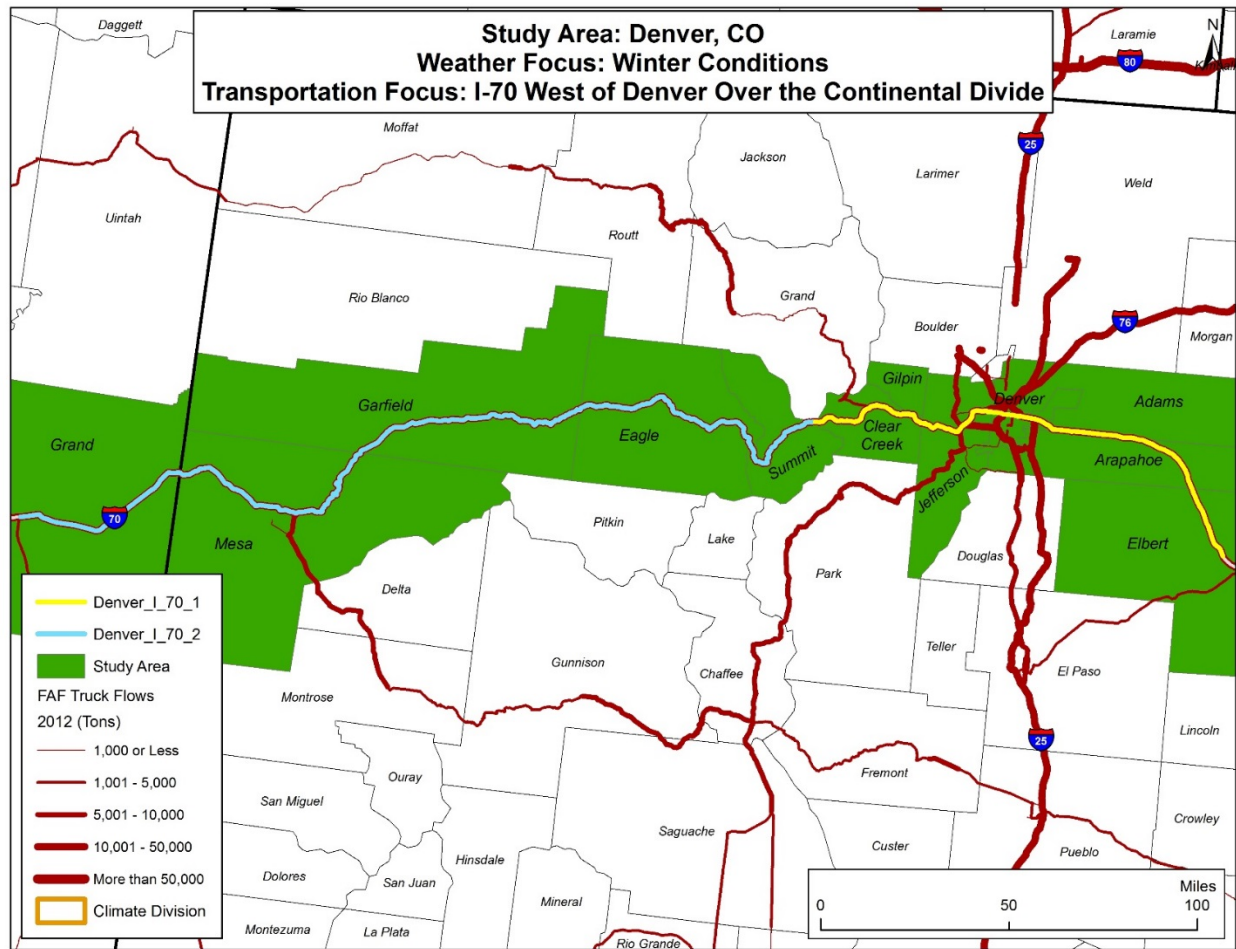 Study Area: Denver, CO
Weather Focus: Winter Conditions
Transportation Focus: I-70 West of Denver Over the Continental Divide
N
Daggett
Laramie
80
Moffat
Jackson
25
Larimer
Weld
Uintah
Routt
Rio Blanco
Grand
Boulder
76
Morgan
Gilpin
Garfield
Denver
Adams
Grand
Eagle
Clear
Creek
Summit
Arapahoe
Jefferson
70
Mesa
Pitkin
Lake
Elbert
Douglas
Park
Delta
Teller
Gunnison
Chaffee
El Paso
Montrose
Lincoln
25
Ouray
Fremont
San Miguel
Saguache
Crowley
Custer
Pueblo
Hinsdale
Dolores
San Juan
Mineral
Montezuma
La Plata
Rio Grande
Denver_I_70_1
Denver_I_70_2
Study Area
FAF Truck Flows
2012 (Tons)
1,000 or Less
1,001 - 5,000
5,001 - 10,000
10,001 - 50,000
More than 50,000
Climate Division
Miles
0 50 100